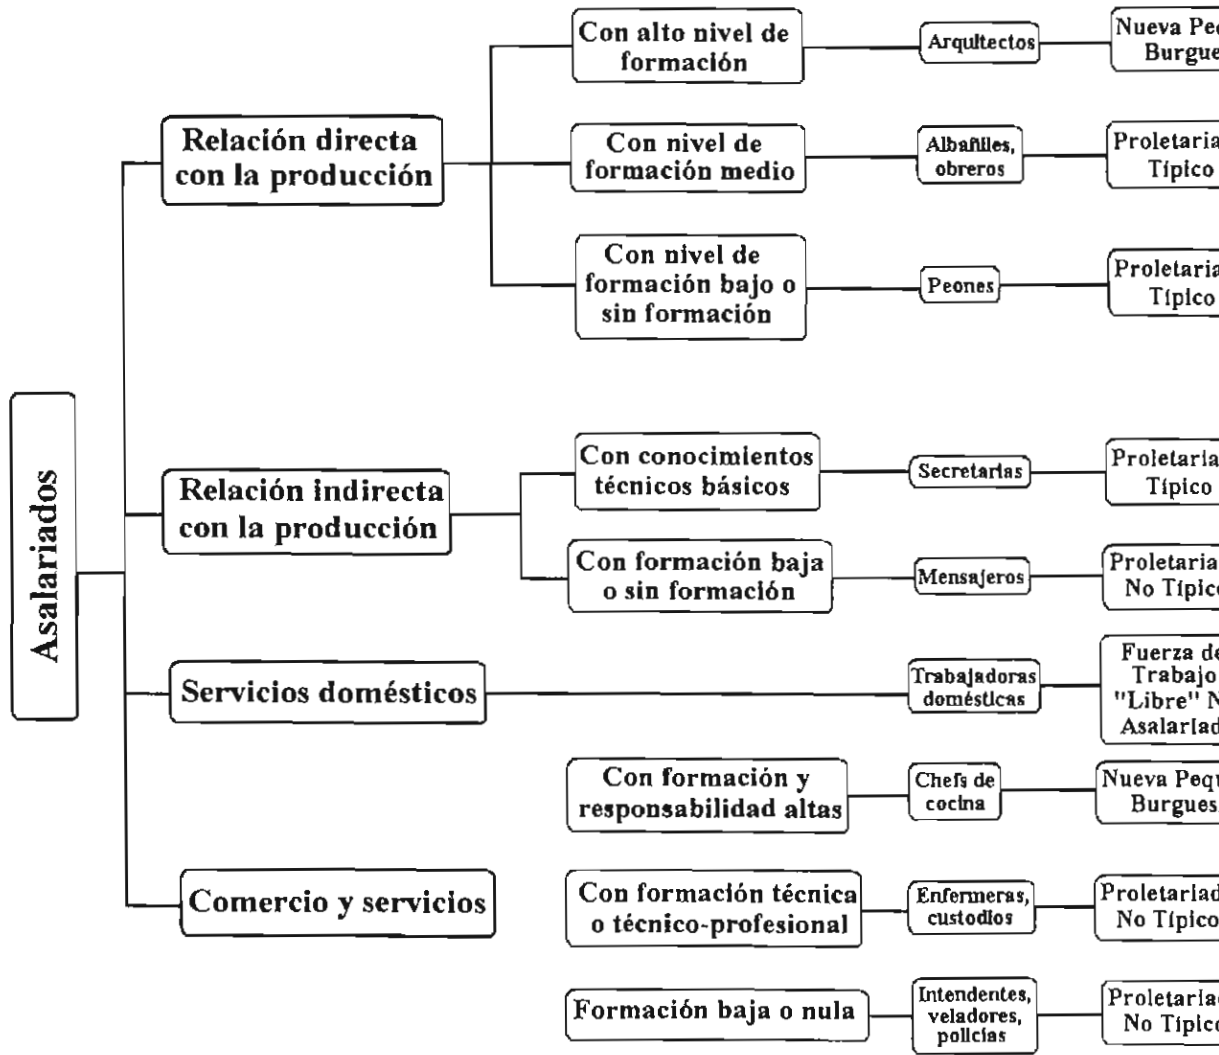 Asalariados
Relación directa
con la producción
Con alto nivel de
formación
Arquitectos
Nueva Peq
Burgue
Con nivel de
formación medio
Albañiles,
obreros
Proletaria
Típico
Con nivel de
formación bajo o
sin formación
Peones
Proletaria
Típico
Relación indirecta
con la producción
Con conocimientos
técnicos básicos
Secretarias
Proletaria
Típico
Con formación baja
o sin formación
Mensajeros
Proletaria
No Típico
Servicios domésticos
Trabajadoras
domésticas
Fuerza de
Trabajo
"Libre" N
Asalariad
Comercio y servicios
Con formación y
responsabilidad altas
Chefs de
cocina
Nueva Pequ
Burgues
Con formación técnica
o técnico-profesional
Enfermeras,
custodios
Proletariad
No Típico
Formación baja o nula
Intendentes,
veladores,
policías
Proletaria
No Típico